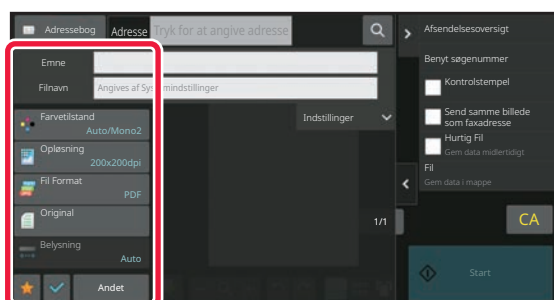 Adressebog
Adresse
Tryk for at angive adresse
Emne
Filnavn
Angives af Systemindstillinger
Farvetilstand
Auto/Mono2
Opløsning
200x200dpi
Fil Format
PDF
Original
Belysning
Auto
Andet
Indstillinger
1/1
Afsendelsesoversigt
Benyt søgenummer
Kontrolstempel
Send samme billede
som faxadresse
Hurtig Fil
Gem data midlertidigt
Fil
Gem data i mappe
CA
Start